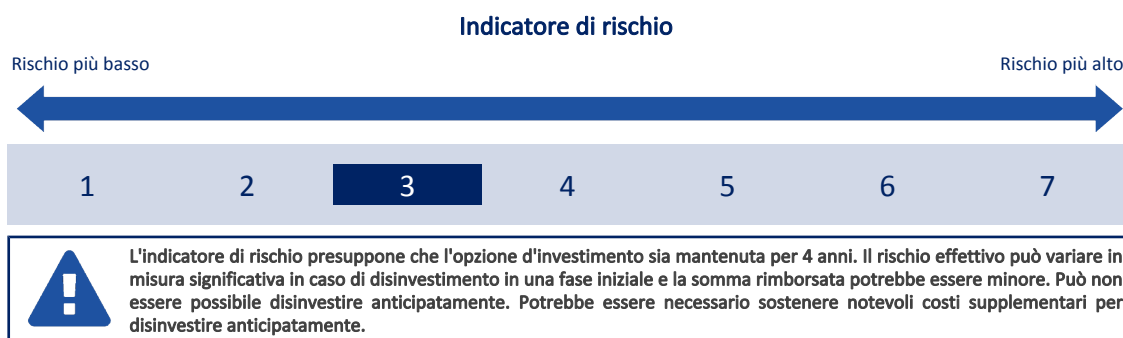 Indicatore di rischio
Rischio più basso
Rischio più alto
1 2 3 4 5 6 7
L'indicatore di rischio presuppone che l'opzione d'investimento sia mantenuta per 4 anni. Il rischio effettivo può variare in
misura significativa in caso di disinvestimento in una fase iniziale e la somma rimborsata potrebbe essere minore. Può non
essere possibile disinvestire anticipatamente. Potrebbe essere necessario sostenere notevoli costi supplementari per
disinvestire anticipatamente.